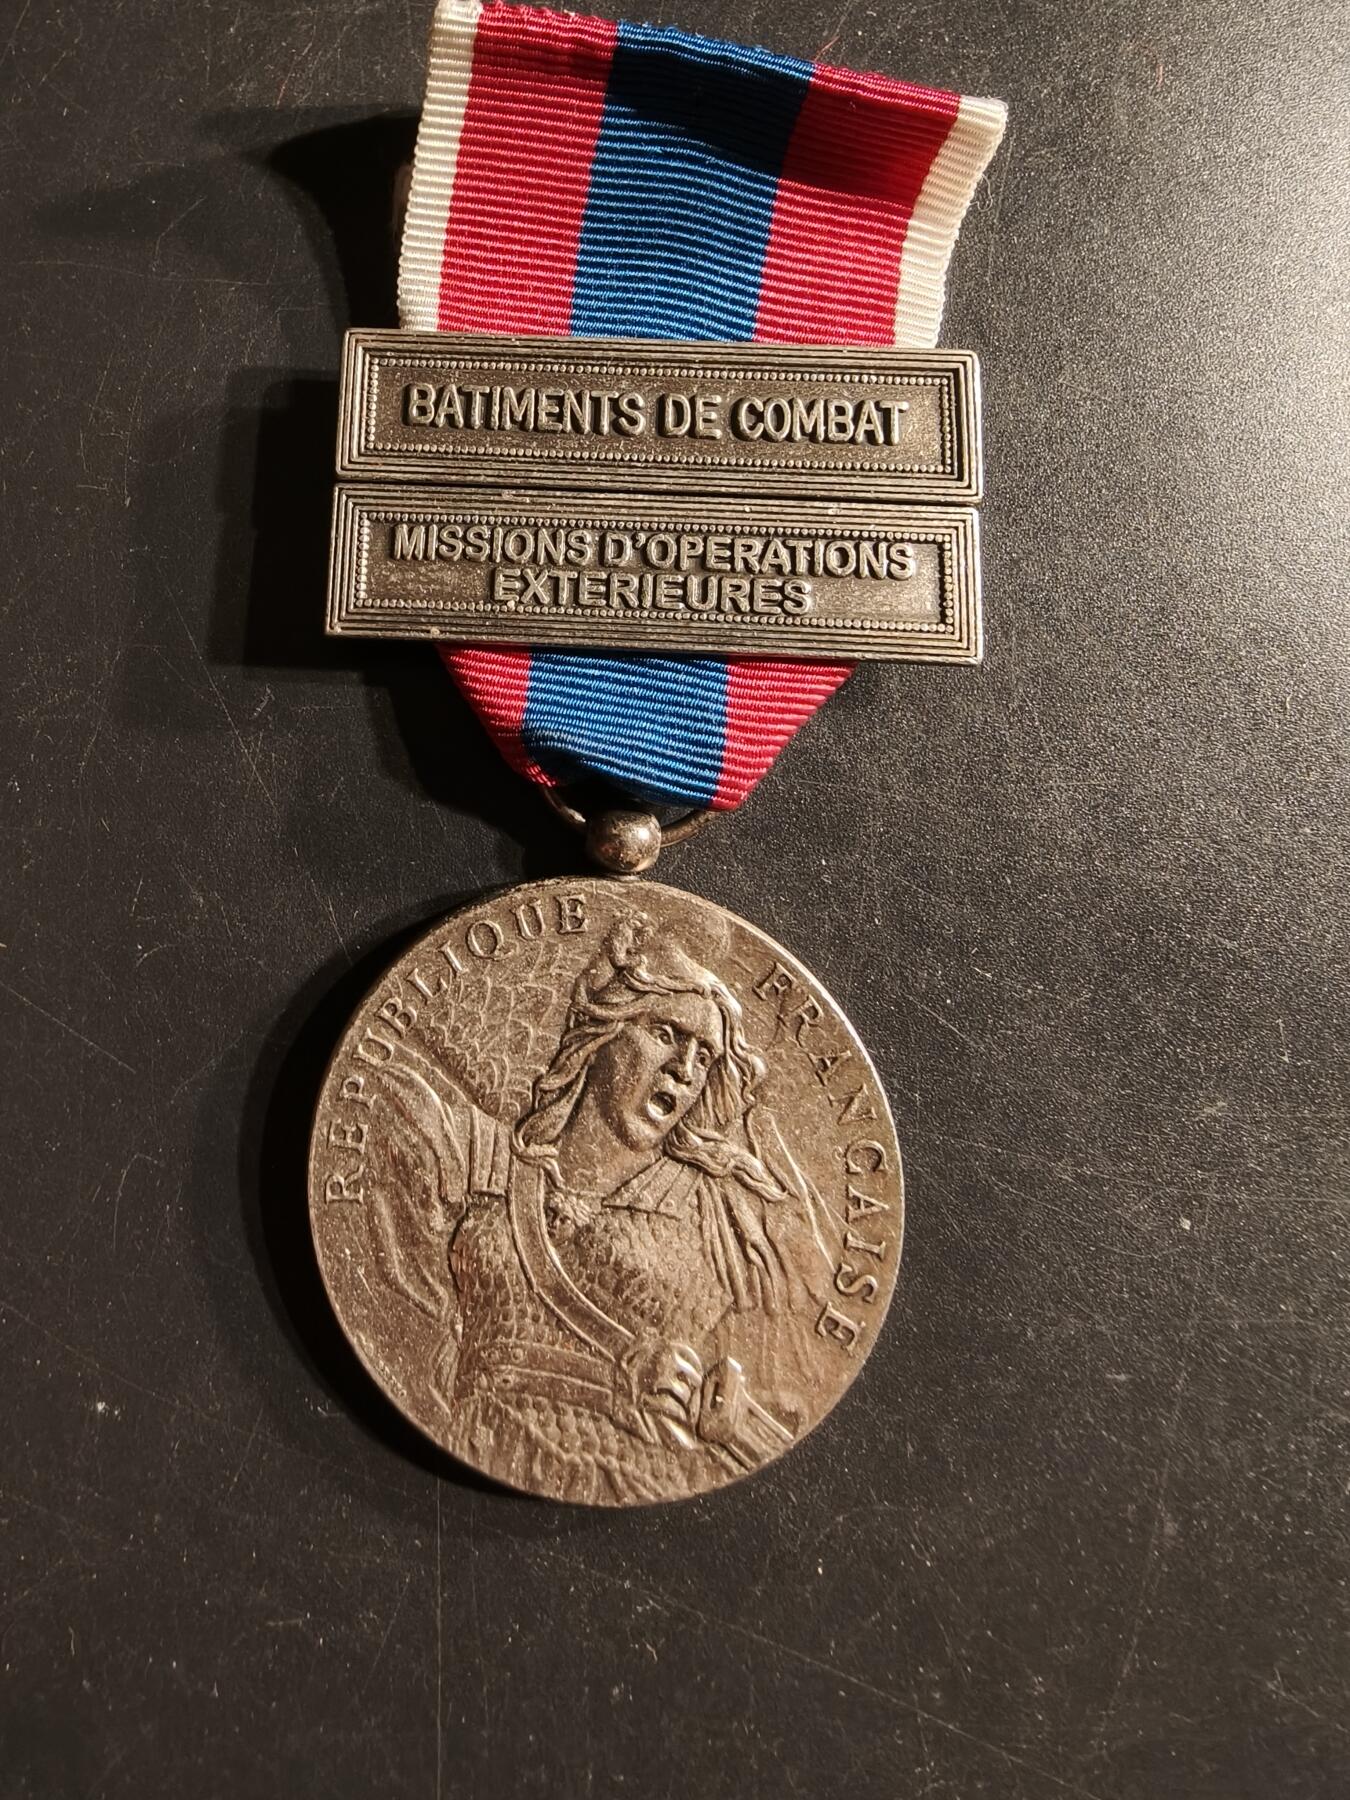 BATIMENTS DE COMBAT
MISSIONS D'OPERATIONS
EXTERIEURES
REPUBLIQUE FRANÇAISE